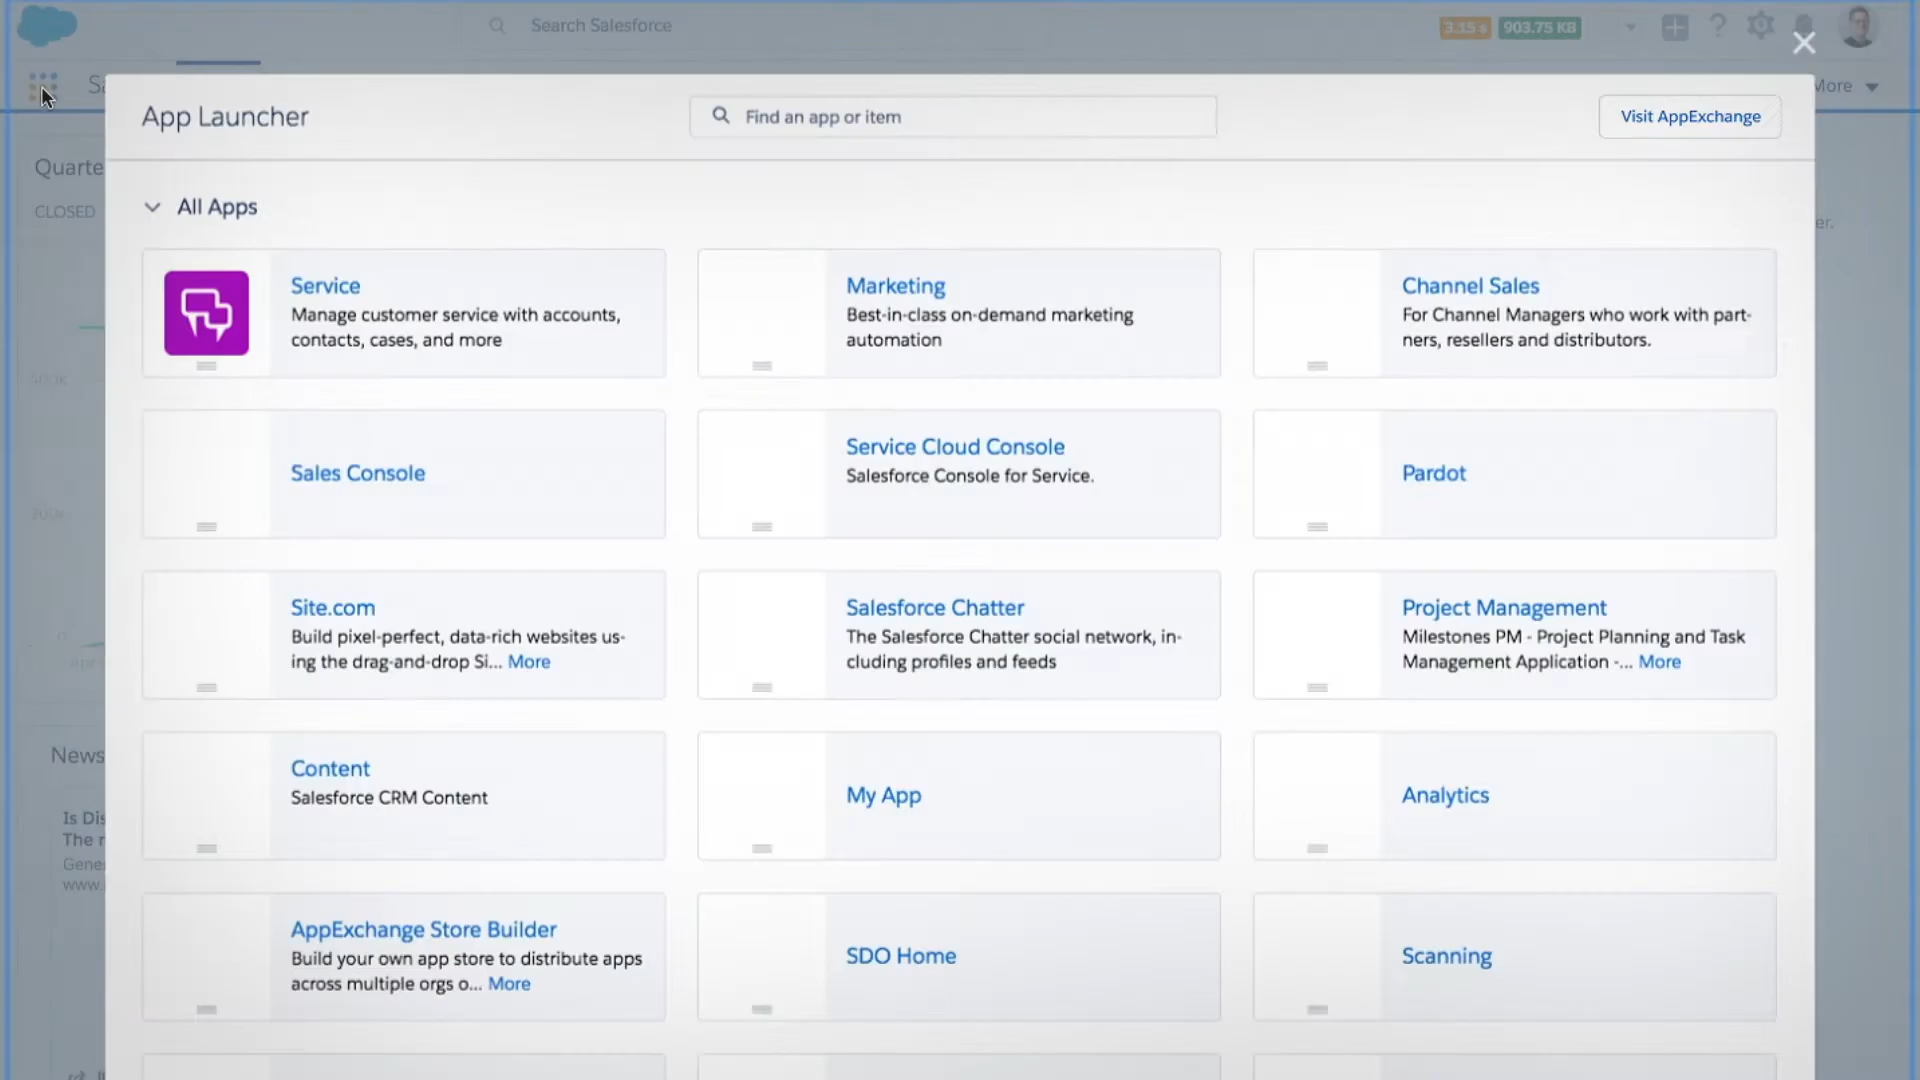 Search Salesforce
3.15 s
903.75 KB
More
App Launcher
Find an app or item
Visit AppExchange
Quarte
CLOSED
er.
All Apps
Service
Manage customer service with accounts,
contacts, cases, and more
Marketing
Best-in-class on-demand marketing
automation
Channel Sales
For Channel Managers who work with part-
ners, resellers and distributors.
Sales Console
Service Cloud Console
Salesforce Console for Service.
Pardot
Site.com
Build pixel-perfect, data-rich websites us-
ing the drag-and-drop Si... More
Salesforce Chatter
The Salesforce Chatter social network, in-
cluding profiles and feeds
Project Management
Milestones PM - Project Planning and Task
Management Application -... More
News
Content
Salesforce CRM Content
My App
Analytics
Is Dis
The r
Gene
www.
AppExchange Store Builder
Build your own app store to distribute apps
across multiple orgs o... More
SDO Home
Scanning